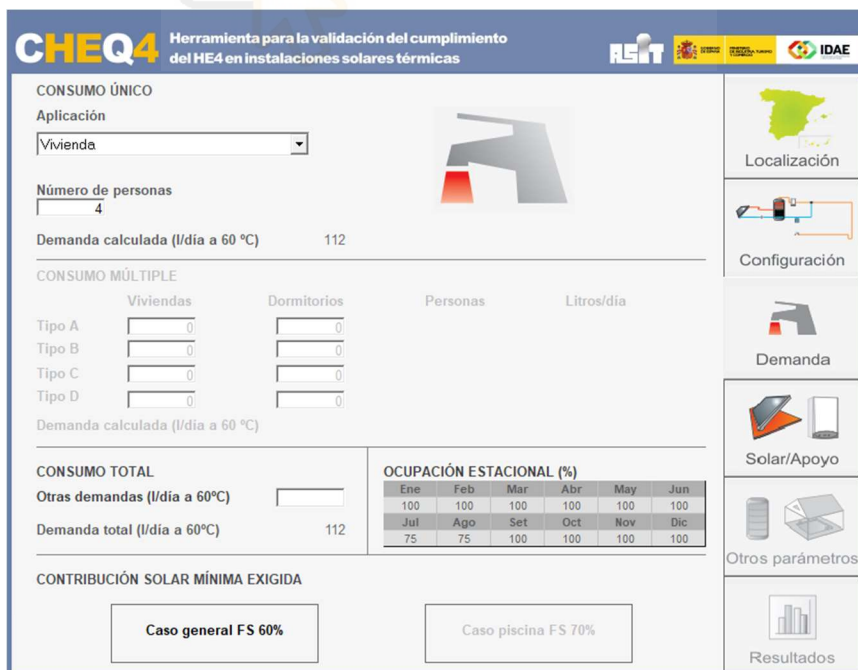 CHEQ4
Herramienta para la validación del cumplimiento
del HE4 en instalaciones solares térmicas
ASIT
IDAE
CONSUMO ÚNICO
Aplicación
Vivienda
Número de personas
4
Demanda calculada (l/día a 60 ºC) 112
CONSUMO MÚLTIPLE
Viviendas Dormitorios Personas Litros/día
Tipo A 0 0
Tipo B 0 0
Tipo C 0 0
Tipo D 0 0
Demanda calculada (l/día a 60 ºC)
CONSUMO TOTAL
Otras demandas (l/día a 60ºC)
Demanda total (l/día a 60ºC) 112
OCUPACIÓN ESTACIONAL (%)
Ene Feb Mar Abr May Jun
100 100 100 100 100 100
Jul Ago Set Oct Nov Dic
75 75 100 100 100 100
CONTRIBUCIÓN SOLAR MÍNIMA EXIGIDA
Caso general FS 60%
Caso piscina FS 70%
Localización
Configuración
Demanda
Solar/Apoyo
Otros parámetros
Resultados